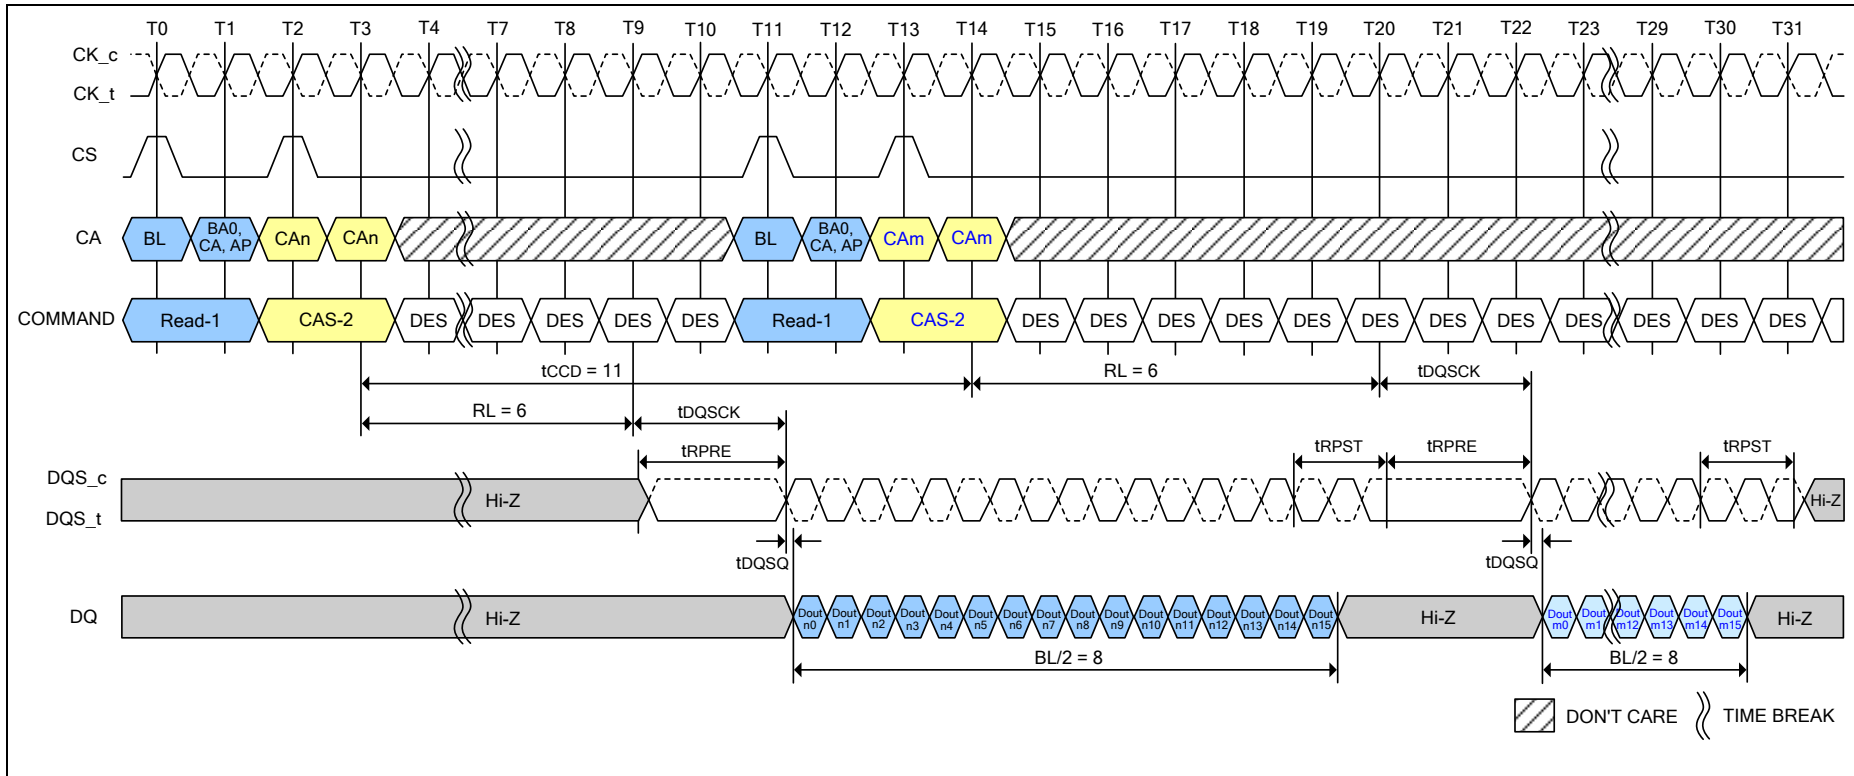 T0 T1 T2 T3 T4 T7 T8 T9 T10 T11 T12 T13 T14 T15 T16 T17 T18 T19 T20 T21 T22 T23 T29 T30 T31
CK_c
CK_t
CS
CA BL BA0, CA, AP CAn CAn BL BA0, CA, AP CAm CAm
COMMAND Read-1 CAS-2 DES DES DES DES DES Read-1 CAS-2 DES DES DES DES DES DES DES DES DES DES DES DES
tCCD = 11 RL = 6 tDQSCK
RL = 6 tDQSCK
tRPRE tRPST tRPRE tRPST
DQS_c
DQS_t
Hi-Z Hi-Z
tDQSQ tDQSQ
DQ Hi-Z Dout n0 Dout n1 Dout n2 Dout n3 Dout n4 Dout n5 Dout n6 Dout n7 Dout n8 Dout n9 Dout n10 Dout n11 Dout n12 Dout n13 Dout n14 Dout n15 Hi-Z Dout m0 Dout m1 Dout m12 Dout m13 Dout m14 Dout m15 Hi-Z
BL/2 = 8 BL/2 = 8
DON'T CARE TIME BREAK